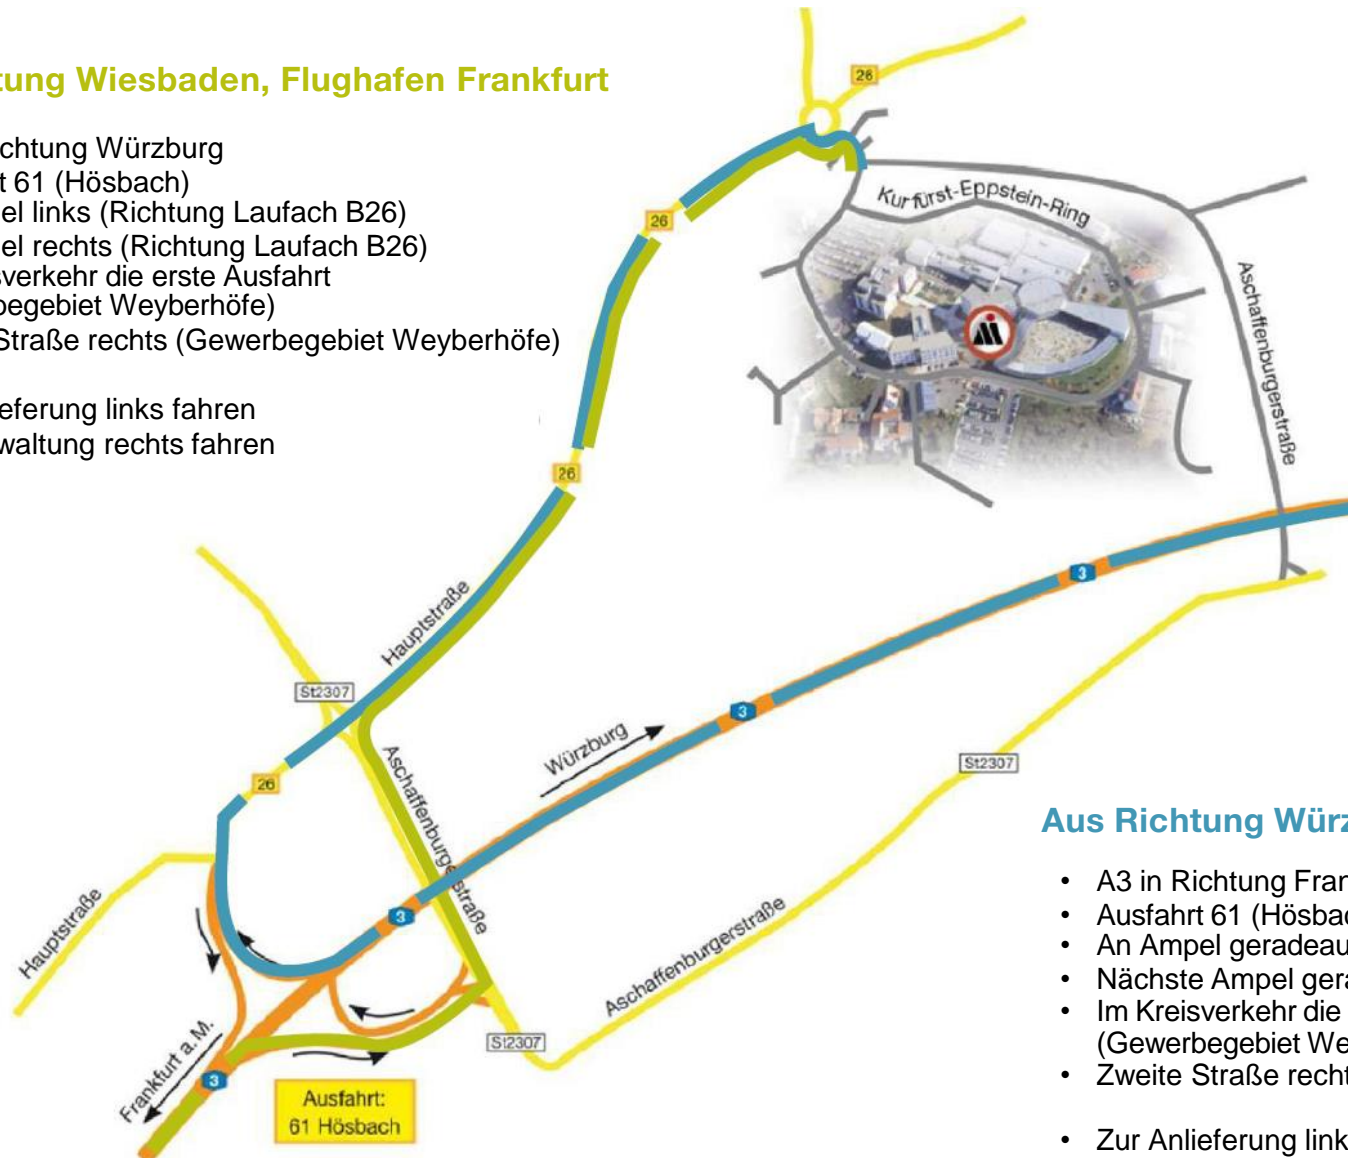 tung Wiesbaden, Flughafen Frankfurt
chtung Würzburg
t 61 (Hösbach)
el links (Richtung Laufach B26)
el rechts (Richtung Laufach B26)
sverkehr die erste Ausfahrt
begebiet Weyberhöfe)
Straße rechts (Gewerbegebiet Weyberhöfe)
eferung links fahren
waltung rechts fahren
26
26
26
26
Kurfürst-Eppstein-Ring
Aschaffenburgerstraße
Hauptstraße
St2307
Aschaffenburgerstraße
Würzburg
3
3
3
3
St2307
Hauptstraße
Aschaffenburgerstraße
St2307
Frankfurt a. M.
Ausfahrt:
61 Hösbach
Aus Richtung Würz
• A3 in Richtung Fran
• Ausfahrt 61 (Hösba
• An Ampel geradeau
• Nächste Ampel gera
• Im Kreisverkehr die
(Gewerbegebiet We
• Zweite Straße recht
• Zur Anlieferung link